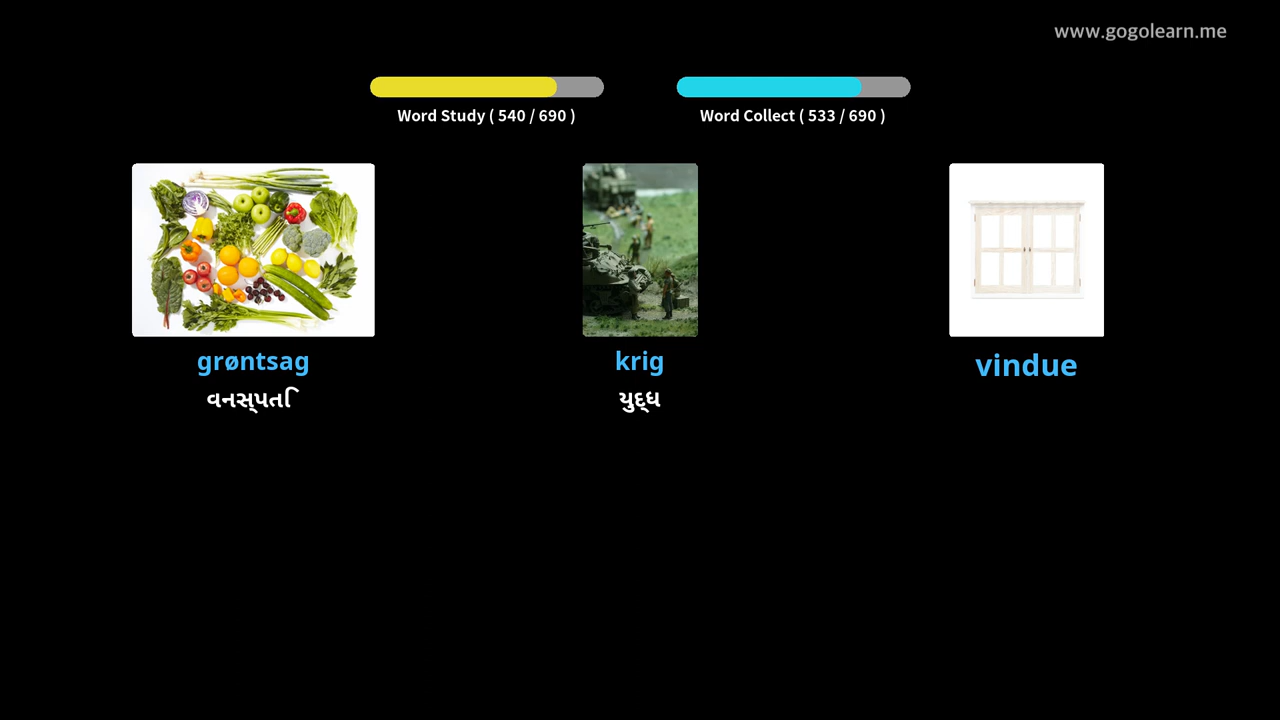 www.gogolearn.me
Word Study ( 540 / 690 )
Word Collect ( 533 / 690 )
grøntsag
krig
vindue
વનસ્પતિ
યુદ્ધ